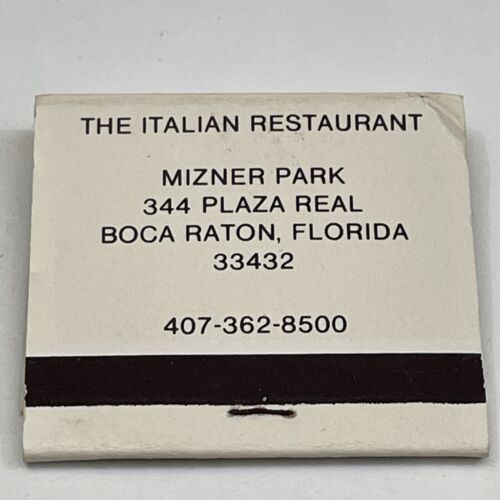 THE ITALIAN RESTAURANT
MIZNER PARK
344 PLAZA REAL
BOCA RATON, FLORIDA
33432
407-362-8500